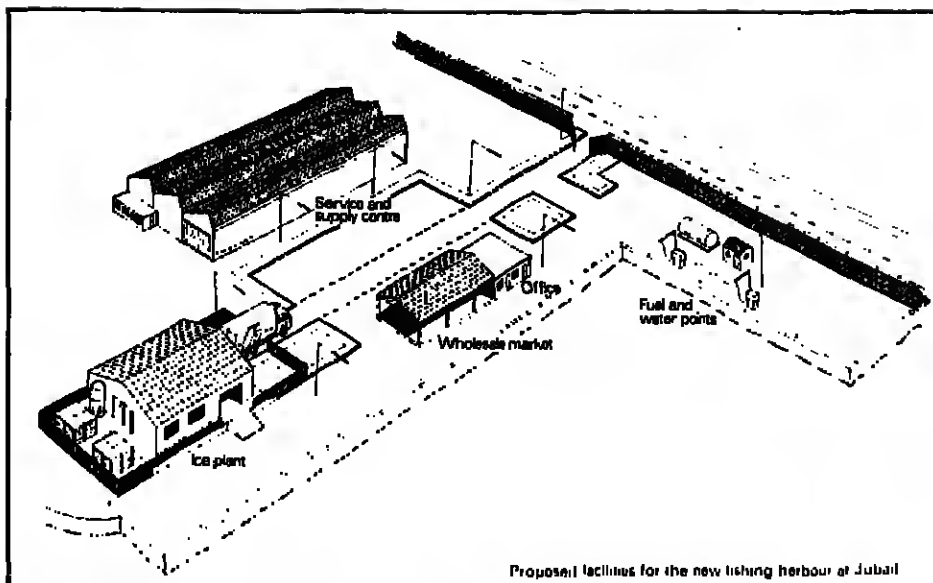 Service and
supply centre
Office
Fuel and
water points
Wholesale market
Ice plant
Proposed facilities for the new fishing harbour at Jubail